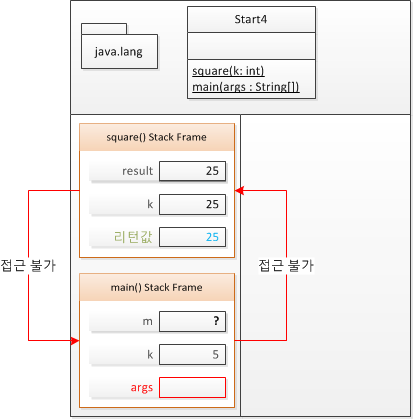 Start4
java.lang
square(k: int)
main(args : String[])
square() Stack Frame
result 25
k 25
리턴값 25
접근 불가
접근 불가
main() Stack Frame
m ?
k 5
args